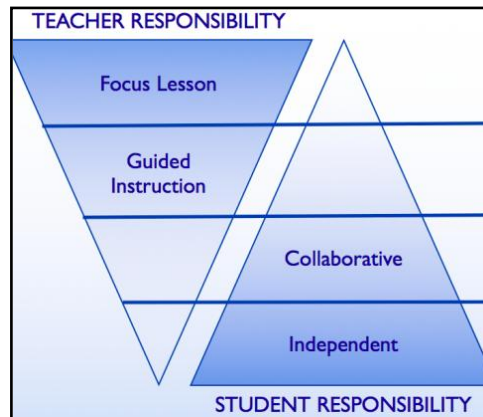 TEACHER RESPONSIBILITY
Focus Lesson
Guided
Instruction
Collaborative
Independent
STUDENT RESPONSIBILITY